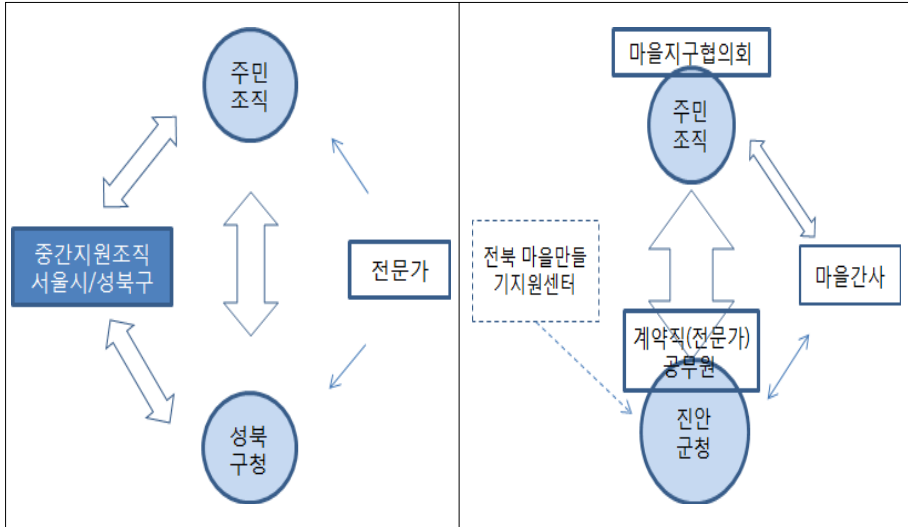 주민
조직
중간지원조직
서울시/성북구
전문가
성북
구청
마을지구협의회
주민
조직
전북 마을만들
기지원센터
마을간사
계약직(전문가)
공무원
진안
군청